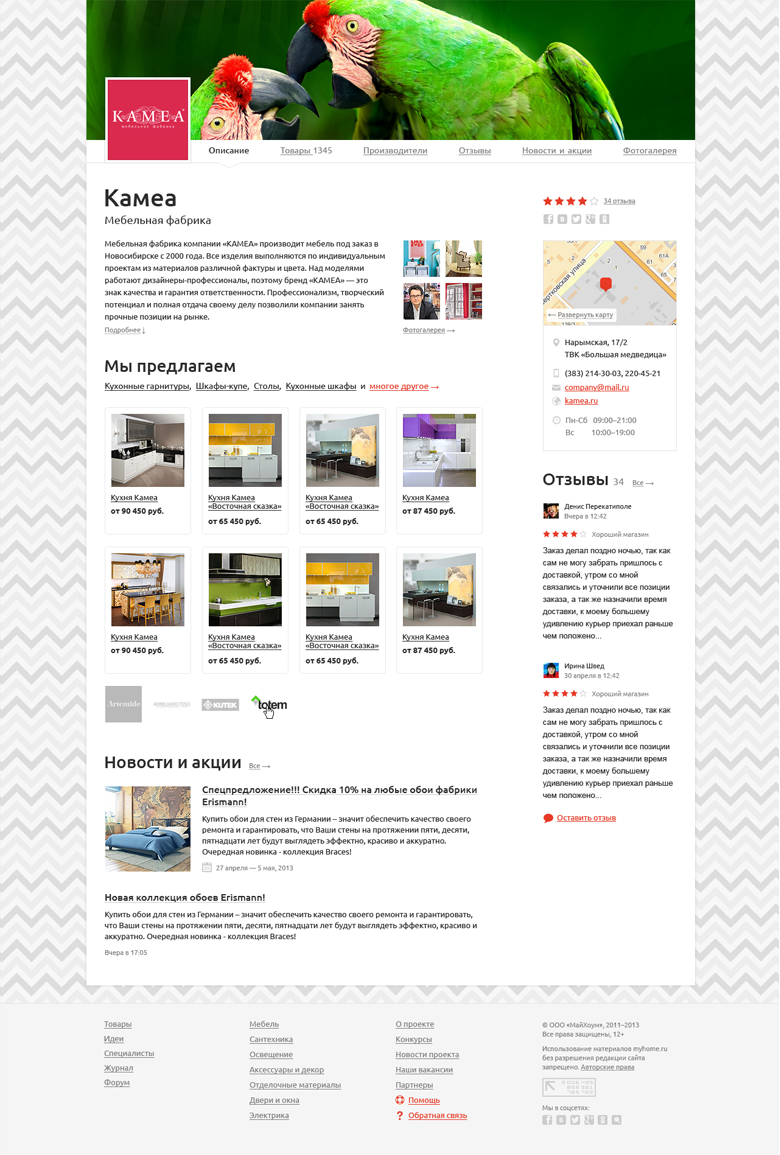 КАМЕА
мебельная фабрика
Описание
Товары 1345
Производители
Отзывы
Новости и акции
Фотогалерея
Камеа
Мебельная фабрика
Мебельная фабрика компании «КАМЕА» производит мебель под заказ в
Новосибирске с 2000 года. Все изделия выполняются по индивидуальным
проектам из материалов различной фактуры и цвета. Над моделями
работают дизайнеры-профессионалы, поэтому бренд «КАМЕА» — это
знак качества и гарантия ответственности. Профессионализм, творческий
потенциал и полная отдача своему делу позволили компании занять
прочные позиции на рынке.
Подробнее ↓
Фотогалерея →
34 отзыва
61А
53
59
← Развернуть карту
Нарымская, 17/2
ТВК «Большая медведица»
(383) 214-30-03, 220-45-21
company@mail.ru
kamea.ru
Пн-Сб 09:00–21:00
Вс 10:00–19:00
Мы предлагаем
Кухонные гарнитуры, Шкафы-купе, Столы, Кухонные шкафы и многое другое →
Кухня Камеа
от 90 450 руб.
Кухня Камеа
«Восточная сказка»
от 65 450 руб.
Кухня Камеа
«Восточная сказка»
от 65 450 руб.
Кухня Камеа
от 87 450 руб.
Кухня Камеа
от 90 450 руб.
Кухня Камеа
«Восточная сказка»
от 65 450 руб.
Кухня Камеа
«Восточная сказка»
от 65 450 руб.
Кухня Камеа
от 87 450 руб.
Artemide
KUTEK
totem
Отзывы 34 Все →
Денис Перекатиполе
Вчера в 12:42
Хороший магазин
Заказ делал поздно ночью, так как
сам не могу забрать пришлось с
доставкой, утром со мной
связались и уточнили все позиции
заказа, а так же назначили время
доставки, к моему большему
удивлению курьер приехал раньше
чем положено...
Ирина Швед
30 апреля в 12:42
Хороший магазин
Заказ делал поздно ночью, так как
сам не могу забрать пришлось с
доставкой, утром со мной
связались и уточнили все позиции
заказа, а так же назначили время
доставки, к моему большему
удивлению курьер приехал раньше
чем положено...
Оставить отзыв
Новости и акции Все →
Спецпредложение!!! Скидка 10% на любые обои фабрики
Erismann!
Купить обои для стен из Германии – значит обеспечить качество своего
ремонта и гарантировать, что Ваши стены на протяжении пяти, десяти,
пятнадцати лет будут выглядеть эффектно, красиво и аккуратно.
Очередная новинка - коллекция Braces!
27 апреля — 5 мая, 2013
Новая коллекция обоев Erismann!
Купить обои для стен из Германии – значит обеспечить качество своего ремонта и гарантировать,
что Ваши стены на протяжении пяти, десяти, пятнадцати лет будут выглядеть эффектно, красиво и
аккуратно. Очередная новинка - коллекция Braces!
Вчера в 17:05
Товары
Идеи
Специалисты
Журнал
Форум
Мебель
Сантехника
Освещение
Аксессуары и декор
Отделочные материалы
Двери и окна
Электрика
О проекте
Конкурсы
Новости проекта
Наши вакансии
Партнеры
Помощь
? Обратная связь
© ООО «МайХоум», 2011–2013
Все права защищены, 12+
Использование материалов myhome.ru
без разрешения редакции сайта
запрещено. Авторские права
Мы в соцсетях: